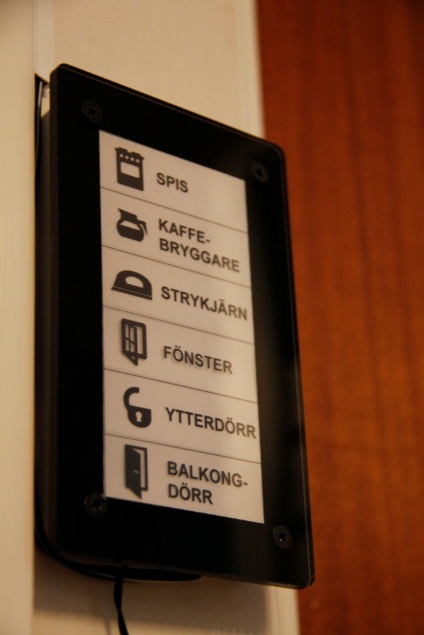 SPIS
KAFFE-
BRYGGARE
STRYKJÄRN
FÖNSTER
YTTERDÖRR
BALKONG-
DÖRR